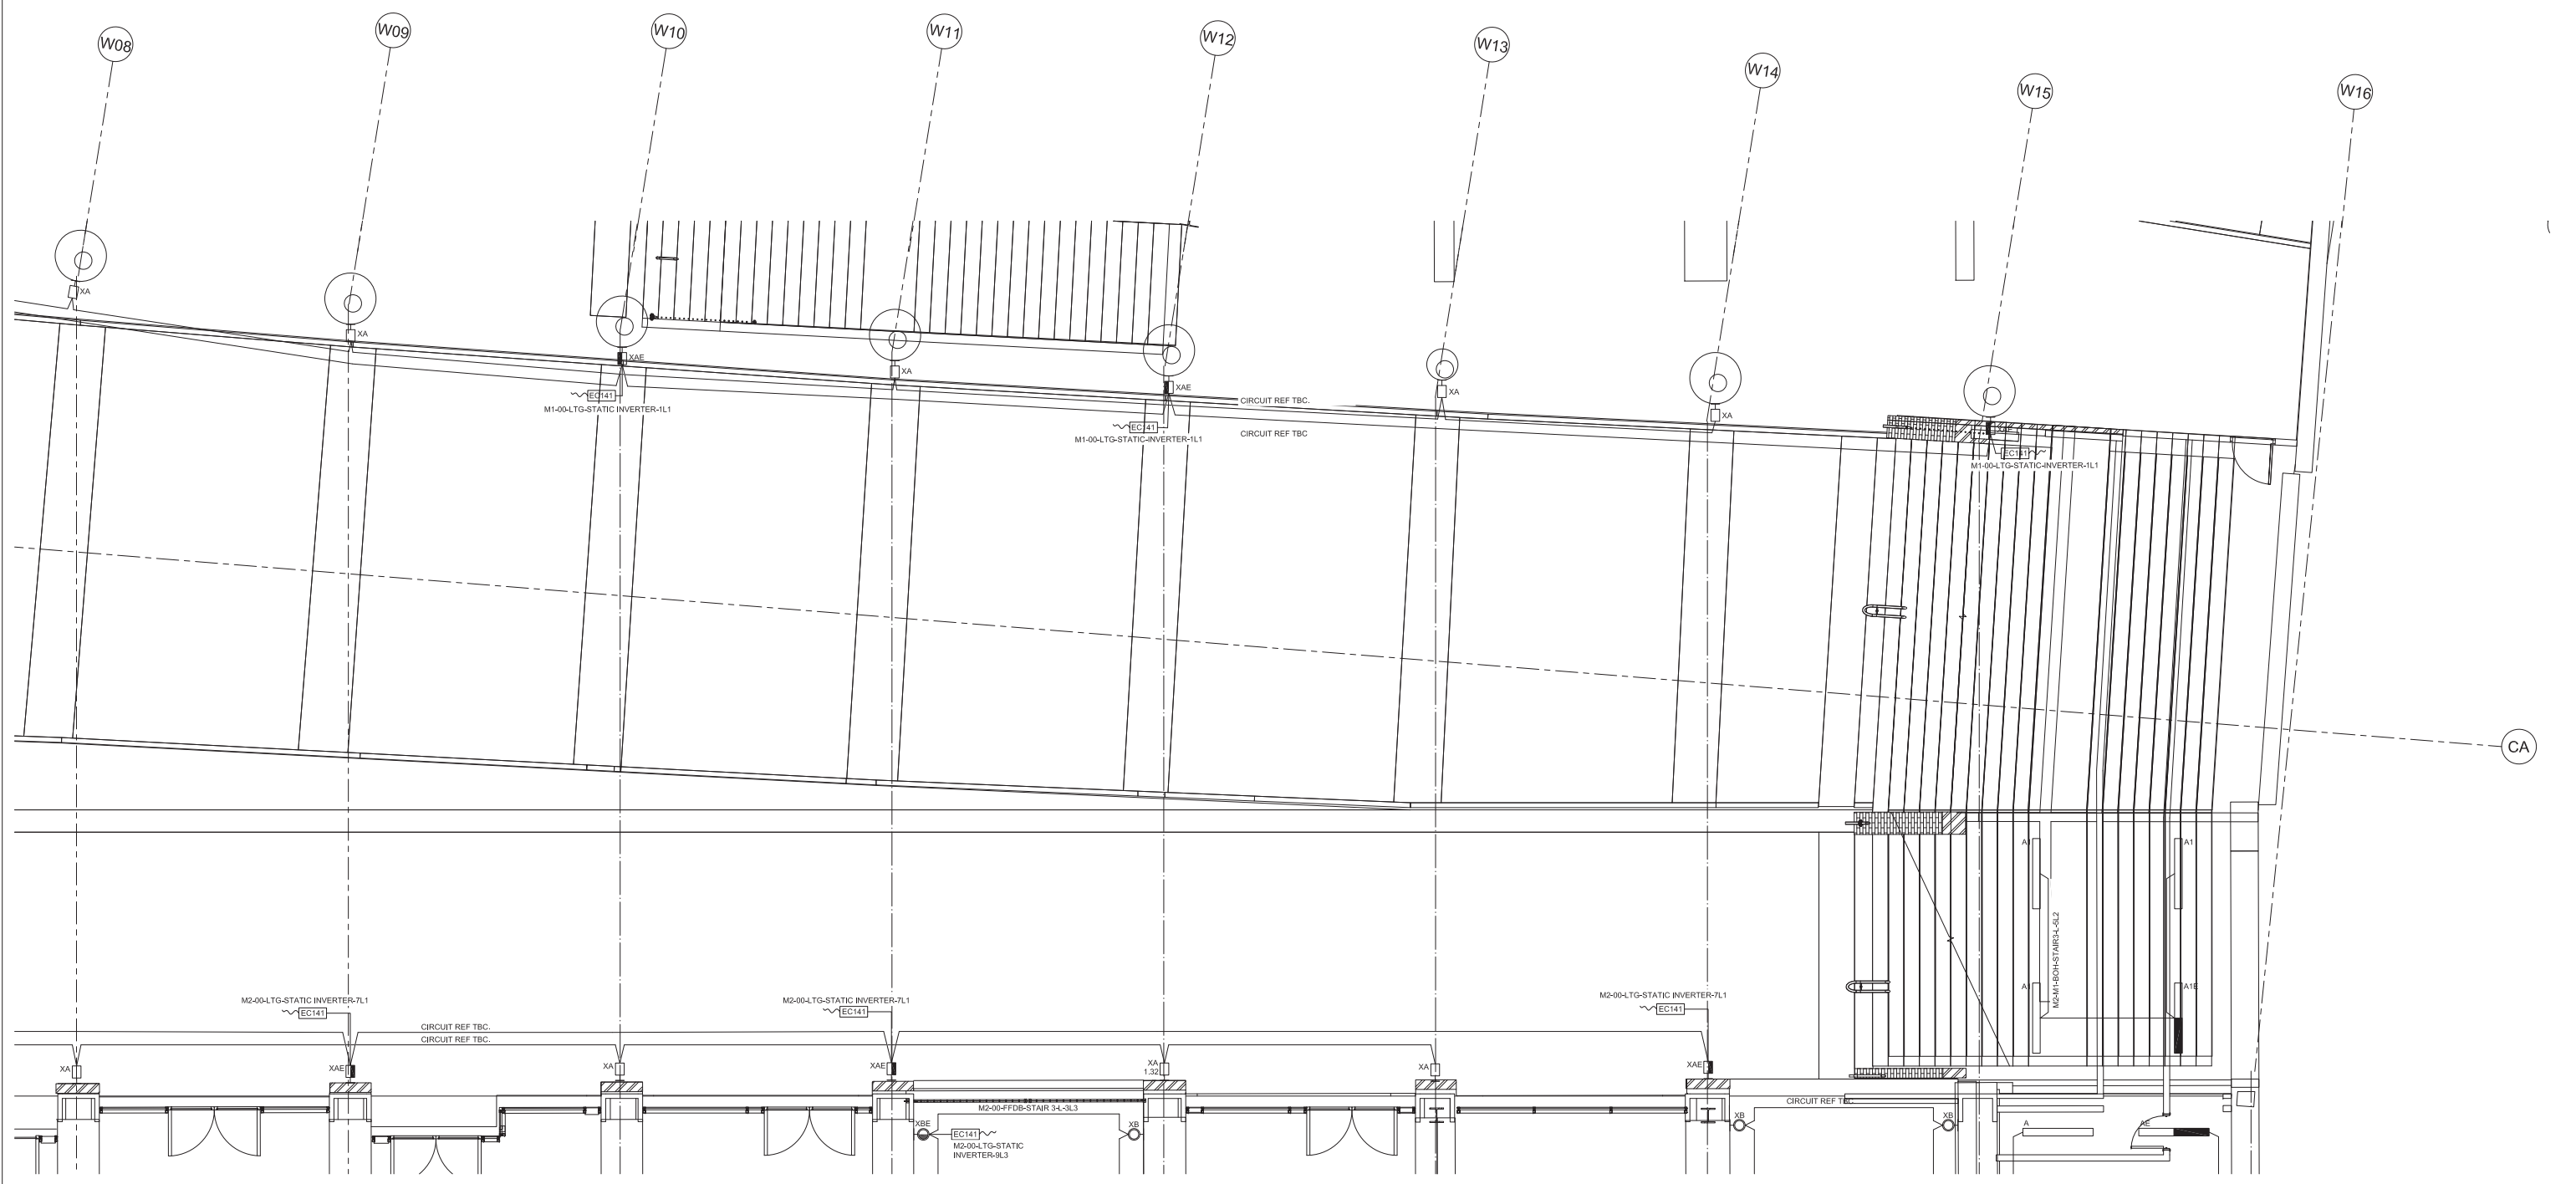 W08
W09
W10
W11
W12
W13
W14
W15
W16
XA
XA
XAE
XA
XAE
XA
XA
EC141
M1-00-LTG-STATIC INVERTER-1L1
EC141
M1-00-LTG-STATIC-INVERTER-1L1
CIRCUIT REF TBC.
CIRCUIT REF TBC
EC141
M1-00-LTG-STATIC-INVERTER-1L1
CA
A1
A1
M2-M1-BOH-STAIR3-L-5L2
A1
A1E
M2-00-LTG-STATIC INVERTER-7L1
EC141
M2-00-LTG-STATIC INVERTER-7L1
EC141
M2-00-LTG-STATIC INVERTER-7L1
EC141
CIRCUIT REF TBC.
CIRCUIT REF TBC.
XA
XAE
XA
XAE
XA
1.32
XA
XAE
M2-00-FFDB-STAIR 3-L-3L3
XBE
EC141
M2-00-LTG-STATIC
INVERTER-9L3
XB
CIRCUIT REF TBC
XB
XB
A
AE